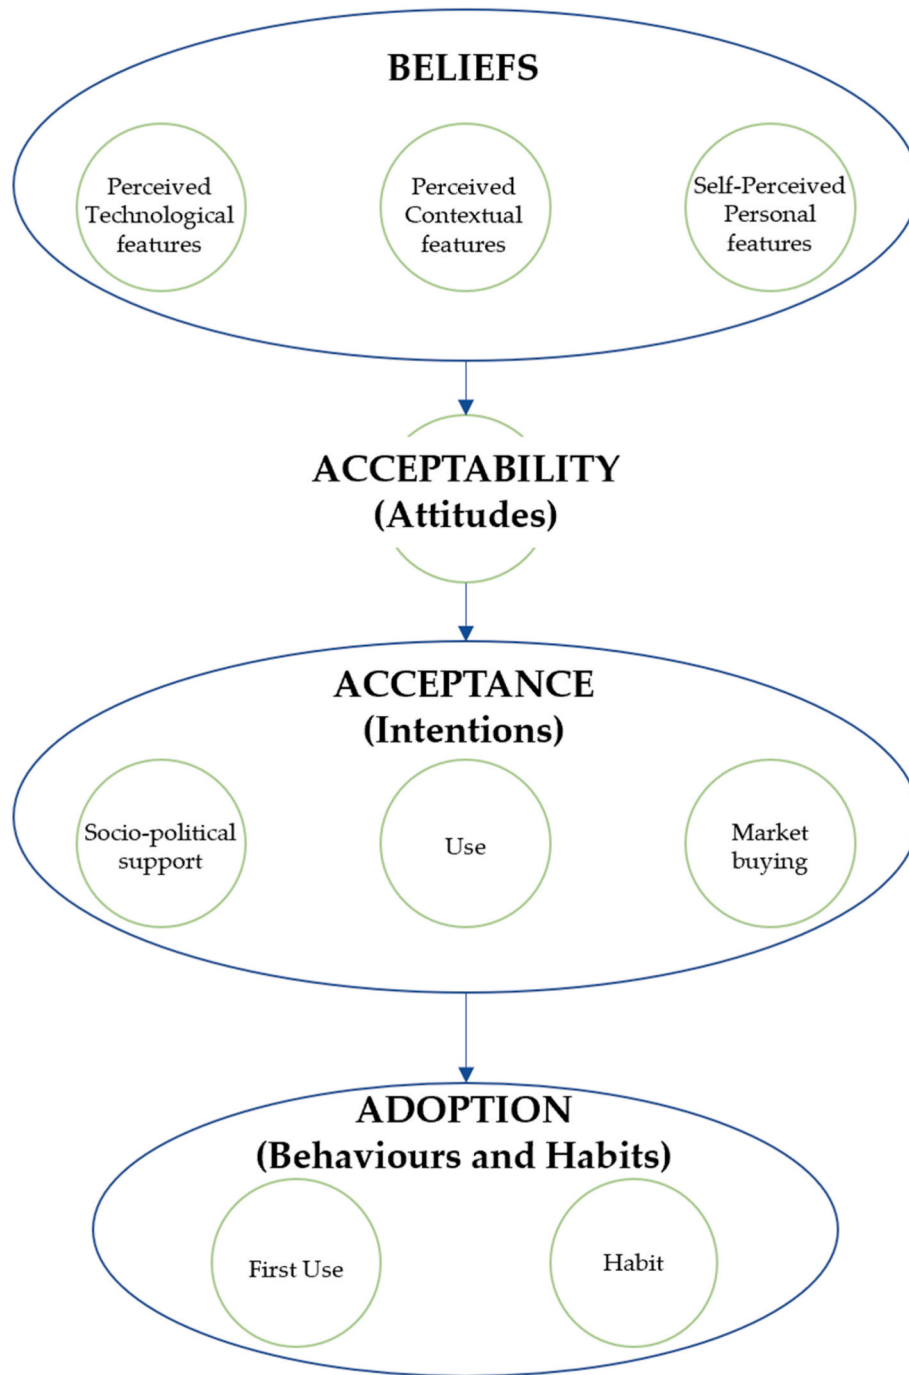 BELIEFS
Perceived
Technological
features
Perceived
Contextual
features
Self-Perceived
Personal
features
ACCEPTABILITY
(Attitudes)
ACCEPTANCE
(Intentions)
Socio-political
support
Use
Market
buying
ADOPTION
(Behaviours and Habits)
First Use
Habit